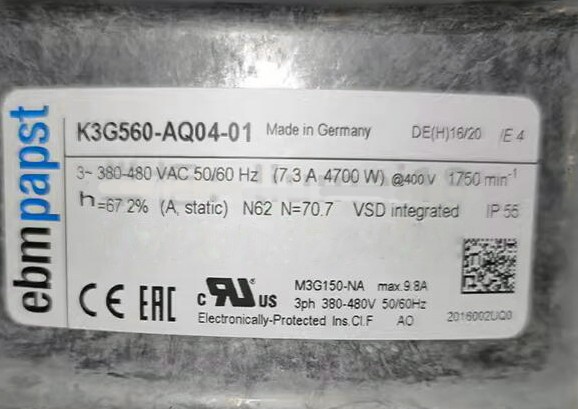 ebmpapst
K3G560-AQ04-01 Made in Germany DE(H)16/20 /E 4
3~ 380-480 VAC 50/60 Hz (7.3 A 4700 W) @400 V 1750 min⁻¹
h=67.2% (A, static) N62 N=70.7 VSD integrated IP 55
CE EAC c RU US
M3G150-NA max.9.8A
3ph 380-480V 50/60Hz
Electronically-Protected Ins.Cl.F AO
2016002UQ0